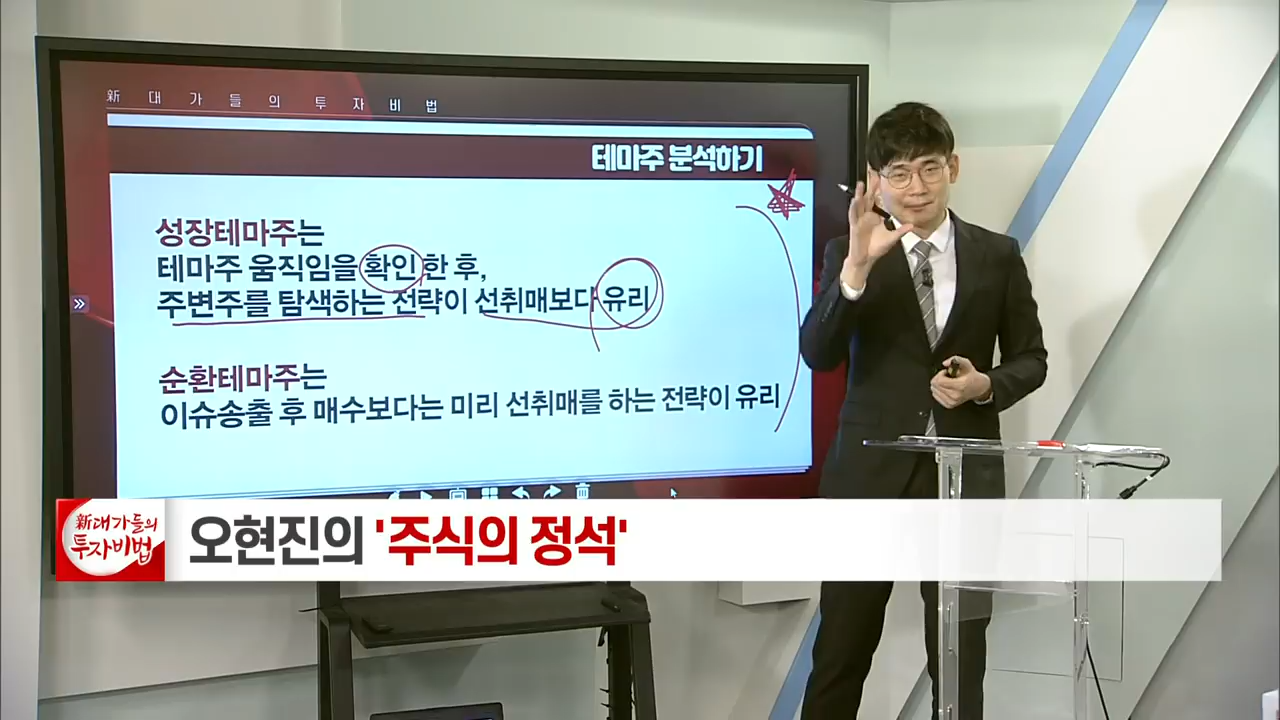 新 대 가 들 의 투 자 비 법
테마주 분석하기
성장테마주는
테마주 움직임을 확인 한 후,
주변주를 탐색하는 전략이 선취매보다 유리
순환테마주는
이슈송출 후 매수보다는 미리 선취매를 하는 전략이 유리
新대가들의
투자비법
오현진의 '주식의 정석'